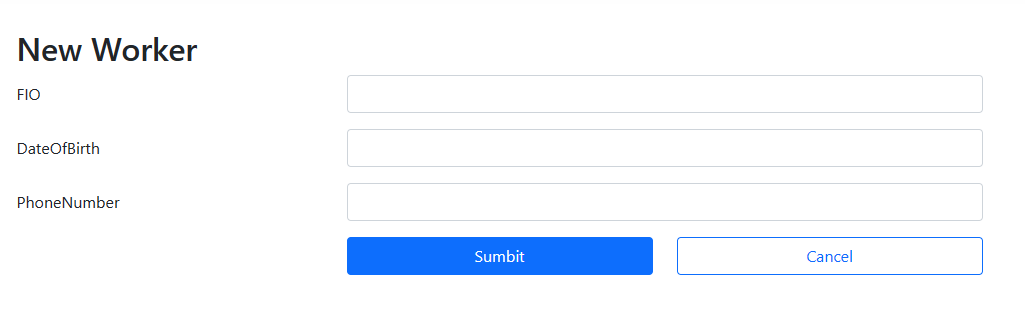 New Worker
FIO
DateOfBirth
PhoneNumber
Sumbit
Cancel